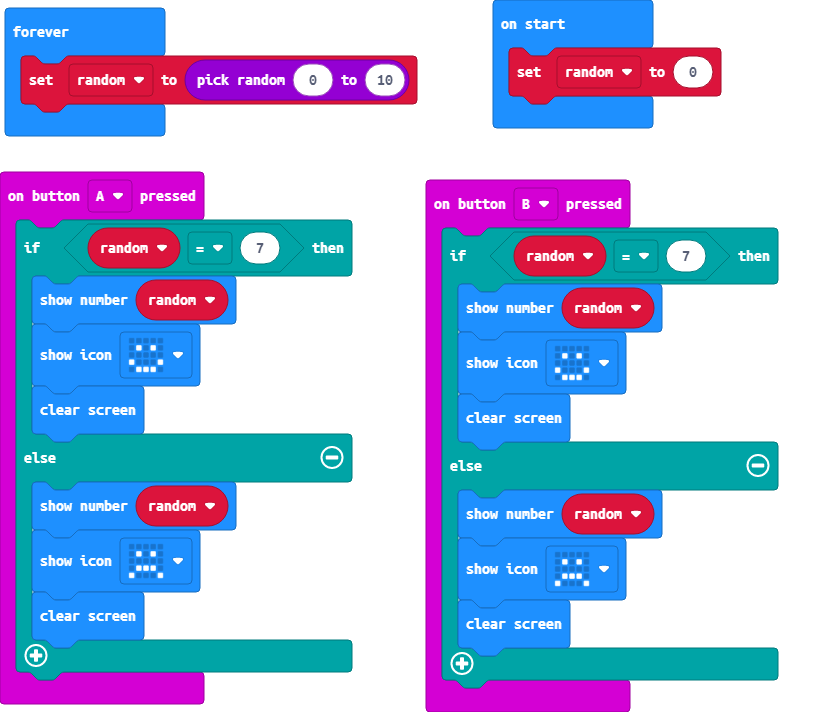 forever
set random to pick random 0 to 10
on start
set random to 0
on button A pressed
if random = 7 then
show number random
show icon
clear screen
else
show number random
show icon
clear screen
on button B pressed
if random = 7 then
show number random
show icon
clear screen
else
show number random
show icon
clear screen